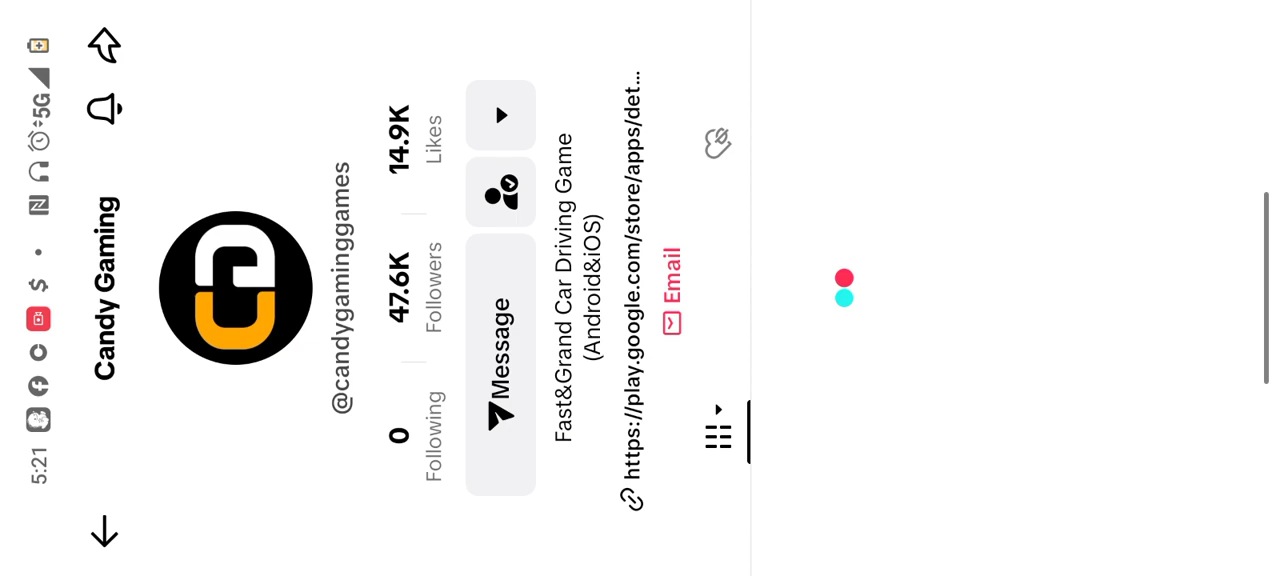 5:21
5G
Candy Gaming
@candygaminggames
0 47.6K 14.9K
Following Followers Likes
Message
Fast&Grand Car Driving Game
(Android&iOS)
https://play.google.com/store/apps/det...
Email